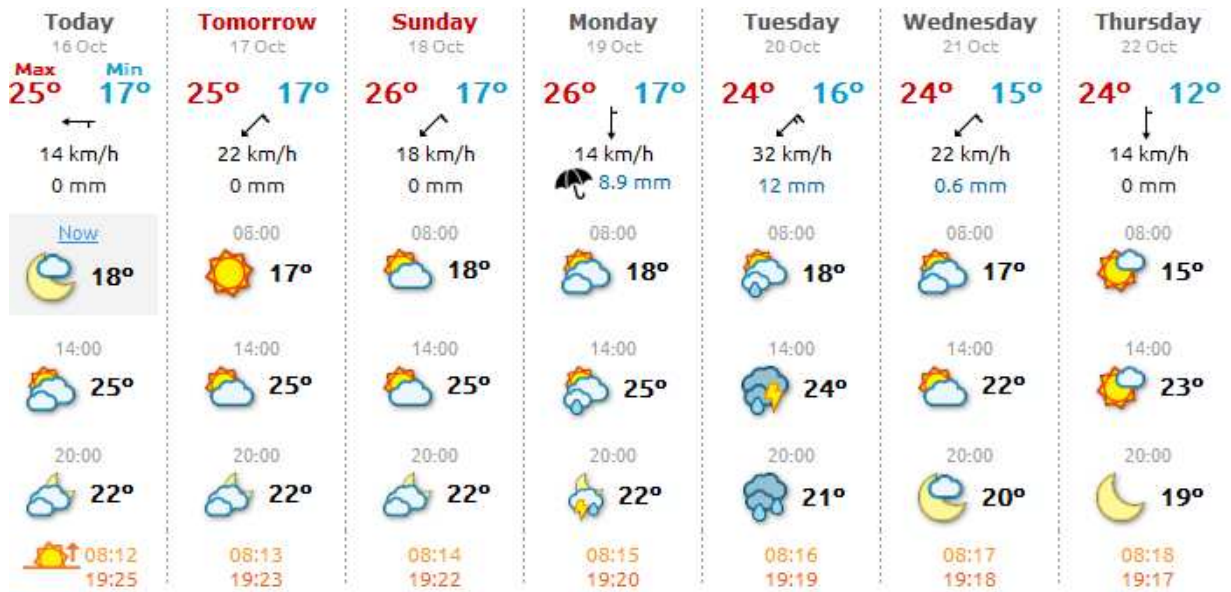 Today Tomorrow Sunday Monday Tuesday Wednesday Thursday
16 Oct 17 Oct 18 Oct 19 Oct 20 Oct 21 Oct 22 Oct
Max Min
25º 17º 25º 17º 26º 17º 26º 17º 24º 16º 24º 15º 24º 12º
14 km/h 22 km/h 18 km/h 14 km/h 32 km/h 22 km/h 14 km/h
0 mm 0 mm 0 mm 8.9 mm 12 mm 0.6 mm 0 mm
Now 08:00 08:00 08:00 08:00 08:00 08:00
18º 17º 18º 18º 18º 17º 15º
14:00 14:00 14:00 14:00 14:00 14:00 14:00
25º 25º 25º 25º 24º 22º 23º
20:00 20:00 20:00 20:00 20:00 20:00 20:00
22º 22º 22º 22º 21º 20º 19º
08:12 08:13 08:14 08:15 08:16 08:17 08:18
19:25 19:23 19:22 19:20 19:19 19:18 19:17